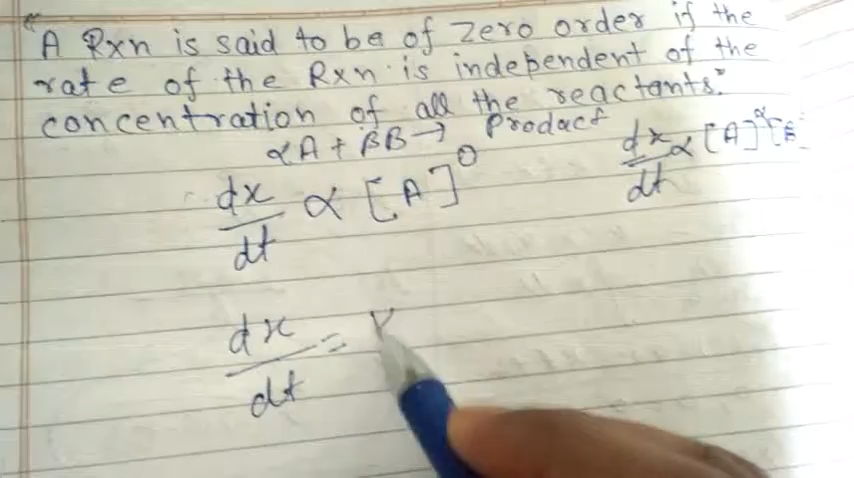 "A Rxn is said to be of zero order if the
rate of the Rxn is independent of the
concentration of all the reactants."
αA + βB → Product
dx/dt α [A]^α [B
dx/dt α [A]^0
dx/dt =